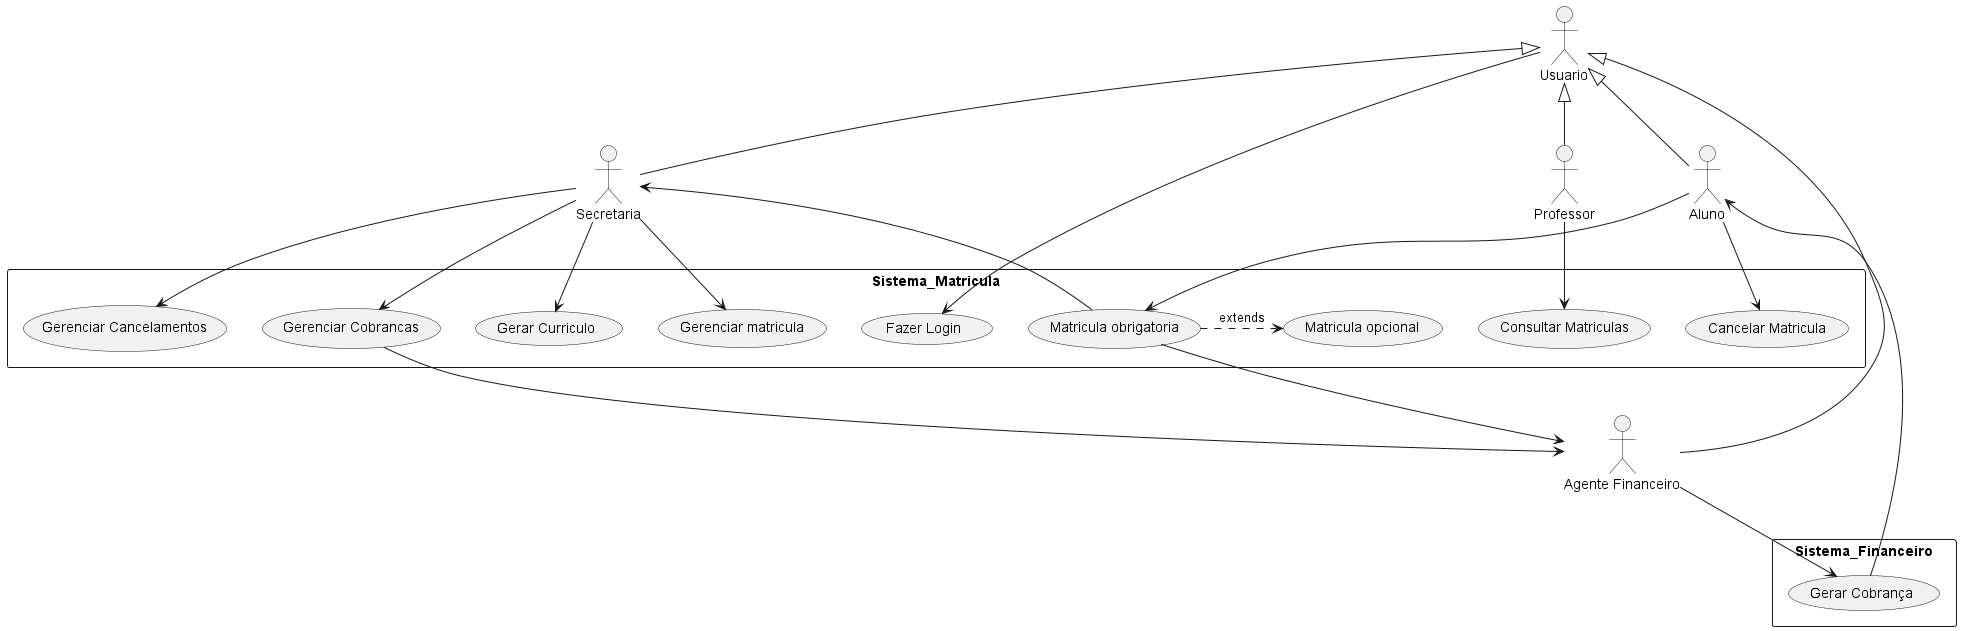 Usuario
Secretaria
Professor
Aluno
Sistema_Matricula
Gerenciar Cancelamentos
Gerenciar Cobrancas
Gerar Curriculo
Gerenciar matricula
Fazer Login
Matricula obrigatoria
extends
Matricula opcional
Consultar Matriculas
Cancelar Matricula
Agente Financeiro
Sistema_Financeiro
Gerar Cobrança